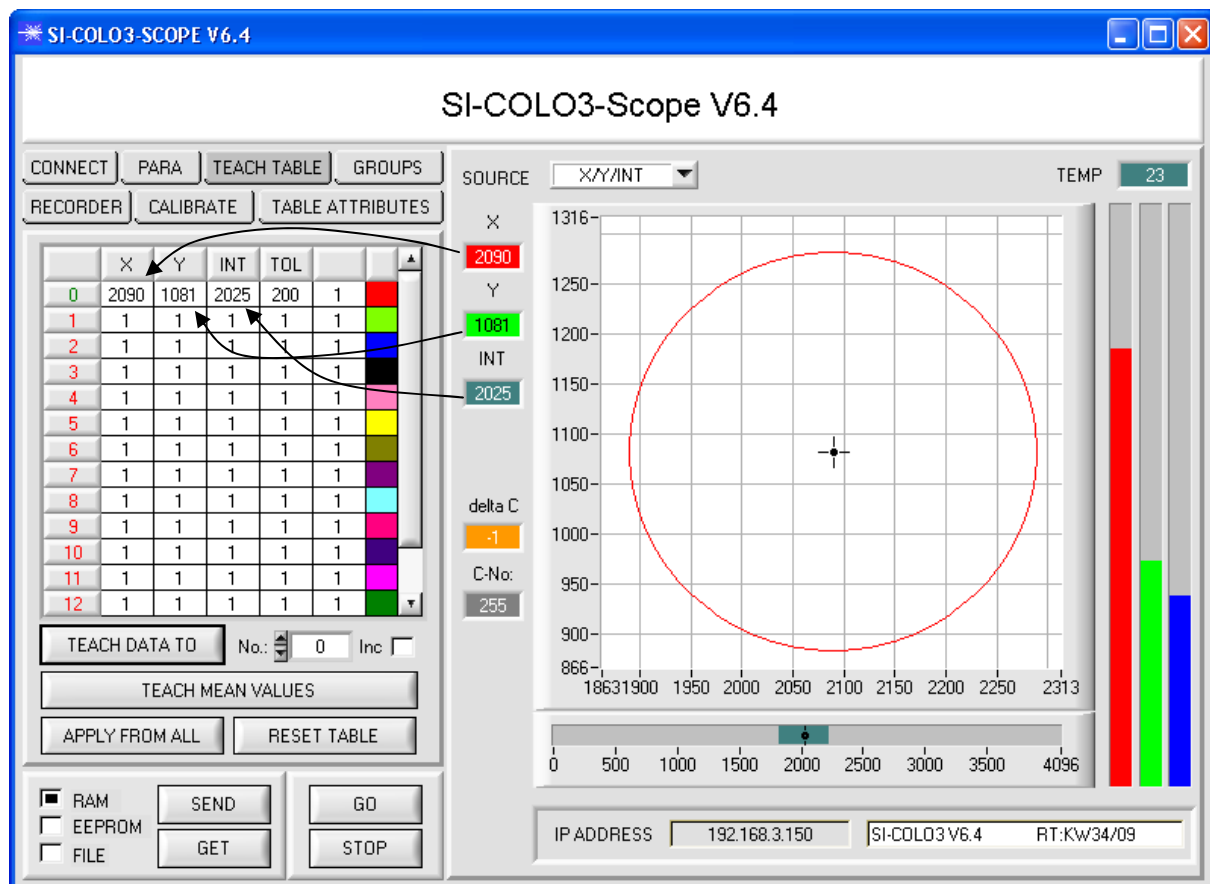 SI-COLO3-SCOPE V6.4
SI-COLO3-Scope V6.4
CONNECT PARA TEACH TABLE GROUPS
RECORDER CALIBRATE TABLE ATTRIBUTES
X Y INT TOL
0 2090 1081 2025 200 1
1 1 1 1 1 1
2 1 1 1 1 1
3 1 1 1 1 1
4 1 1 1 1 1
5 1 1 1 1 1
6 1 1 1 1 1
7 1 1 1 1 1
8 1 1 1 1 1
9 1 1 1 1 1
10 1 1 1 1 1
11 1 1 1 1 1
12 1 1 1 1 1
TEACH DATA TO No.: 0 Inc
TEACH MEAN VALUES
APPLY FROM ALL RESET TABLE
RAM
EEPROM
FILE
SEND
GET
GO
STOP
SOURCE X/Y/INT
TEMP 23
X
2090
Y
1081
INT
2025
delta C
-1
C-No:
255
1316
1250
1200
1150
1100
1050
1000
950
900
866
1863 1900 1950 2000 2050 2100 2150 2200 2250 2313
0 500 1000 1500 2000 2500 3000 3500 4096
IP ADDRESS 192.168.3.150 SI-COLO3 V6.4 RT:KW34/09